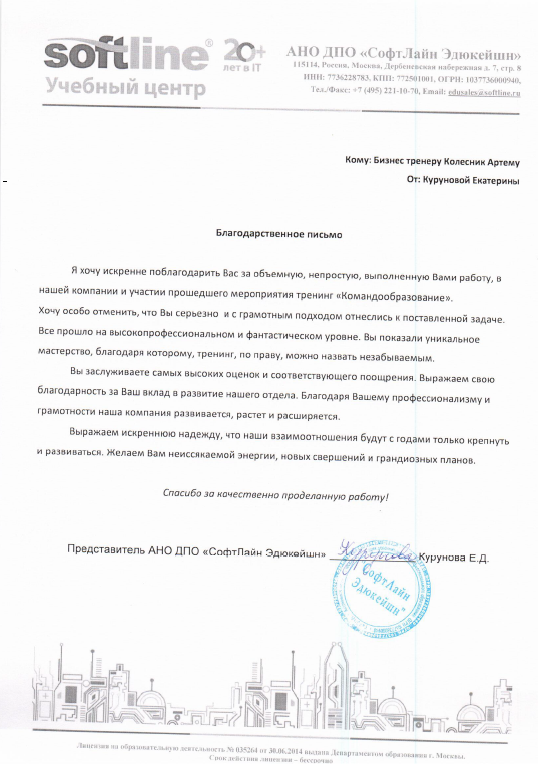 softline®
20+
лет в IT
Учебный центр
АНО ДПО «СофтЛайн Эдюкейшн»
115114, Россия, Москва, Дербеневская набережная д. 7, стр. 8
ИНН: 7736228783, КПП: 772501001, ОГРН: 1037736000940,
Тел./Факс: +7 (495) 221-10-70, Email: edusales@softline.ru
Кому: Бизнес тренеру Колесник Артему
От: Куруновой Екатерины
Благодарственное письмо
Я хочу искренне поблагодарить Вас за объемную, непростую, выполненную Вами работу, в
нашей компании и участии прошедшего мероприятия тренинг «Командообразование».
Хочу особо отменить, что Вы серьезно и с грамотным подходом отнеслись к поставленной задаче.
Все прошло на высокопрофессиональном и фантастическом уровне. Вы показали уникальное
мастерство, благодаря которому, тренинг, по праву, можно назвать незабываемым.
Вы заслуживаете самых высоких оценок и соответствующего поощрения. Выражаем свою
благодарность за Ваш вклад в развитие нашего отдела. Благодаря Вашему профессионализму и
грамотности наша компания развивается, растет и расширяется.
Выражаем искреннюю надежду, что наши взаимоотношения будут с годами только крепнуть
и развиваться. Желаем Вам неиссякаемой энергии, новых свершений и грандиозных планов.
Спасибо за качественно проделанную работу!
Представитель АНО ДПО «СофтЛайн Эдюкейшн» Курунова Курунова Е.Д.
"СофтЛайн
Эдюкейшн"
Лицензия на образовательную деятельность № 035264 от 30.06.2014 выдана Департаментом образования г. Москвы.
Срок действия лицензии – бессрочно